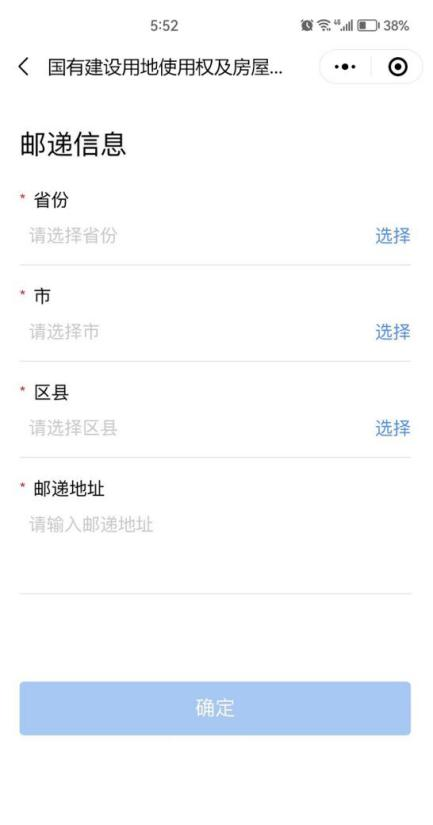 5:52
38%
国有建设用地使用权及房屋...
邮递信息
* 省份
请选择省份 选择
* 市
请选择市 选择
* 区县
请选择区县 选择
* 邮递地址
请输入邮递地址
确定